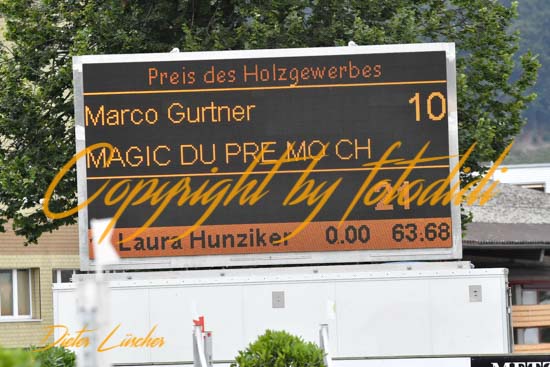 Preis des Holzgewerbes
Marco Gurtner 10
MAGIC DU PRE MO CH
Copyright by fotodidi
Laura Hunziker 0.00 63.68
Dieter Lüscher